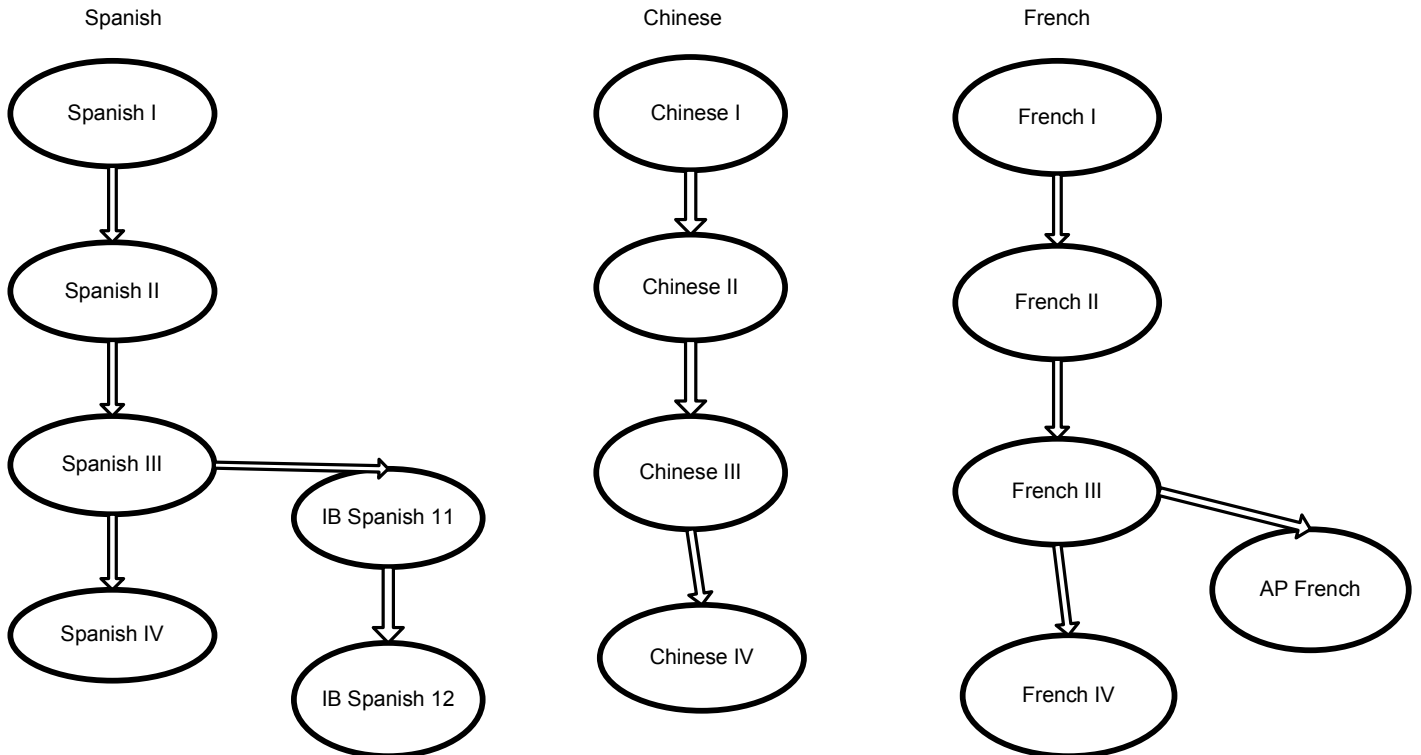 Spanish
Chinese
French
Spanish I
Chinese I
French I
Spanish II
Chinese II
French II
Spanish III
IB Spanish 11
Chinese III
French III
AP French
Spanish IV
IB Spanish 12
Chinese IV
French IV